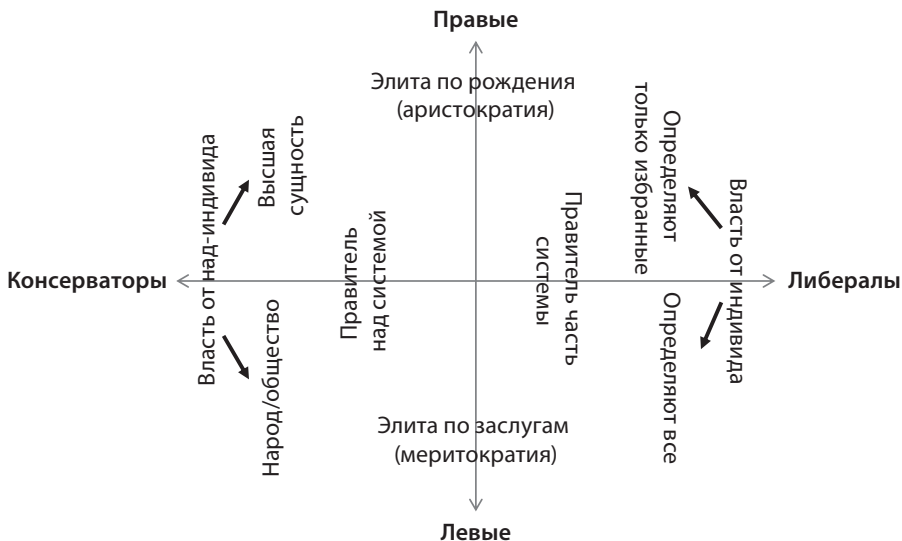 Правые
Элита по рождения
(аристократия)
Власть от над-индивида
Высшая
сущность
Народ/общество
Правитель
над системой
Правитель часть
системы
Определяют
только избранные
Определяют все
Власть от индивида
Консерваторы
Либералы
Элита по заслугам
(меритократия)
Левые